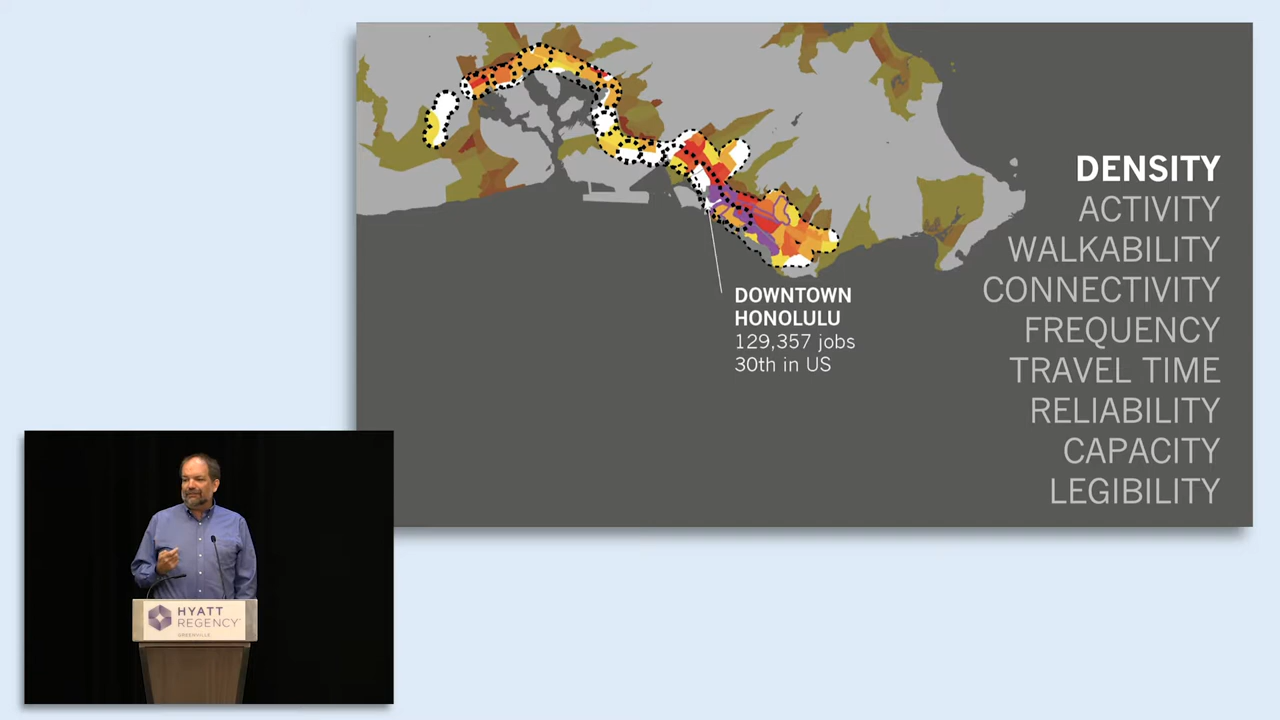 DENSITY
ACTIVITY
WALKABILITY
CONNECTIVITY
FREQUENCY
TRAVEL TIME
RELIABILITY
CAPACITY
LEGIBILITY
DOWNTOWN
HONOLULU
129,357 jobs
30th in US
HYATT
REGENCY
GREENVILLE